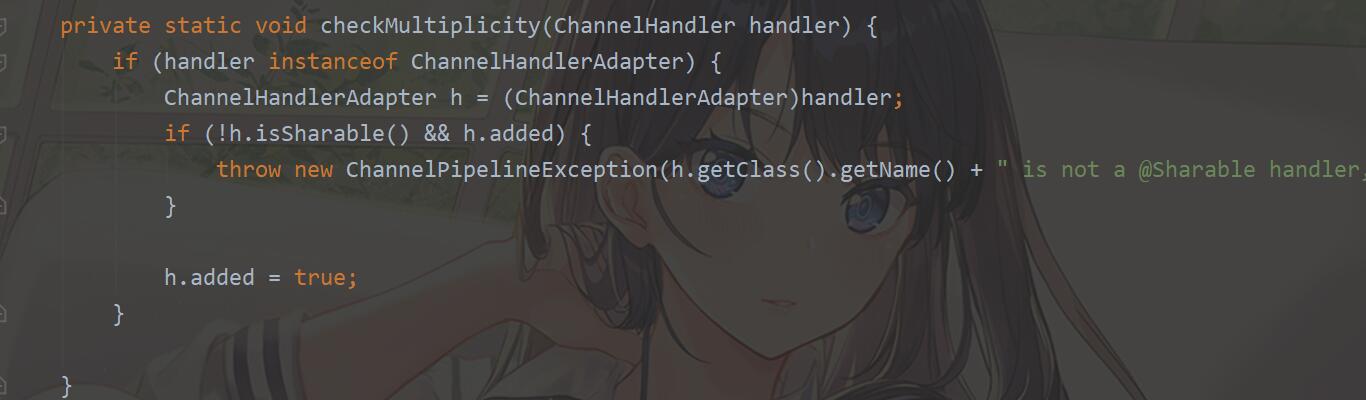 private static void checkMultiplicity(ChannelHandler handler) {
if (handler instanceof ChannelHandlerAdapter) {
ChannelHandlerAdapter h = (ChannelHandlerAdapter)handler;
if (!h.isSharable() && h.added) {
throw new ChannelPipelineException(h.getClass().getName() + " is not a @Sharable handler,
}
h.added = true;
}
}